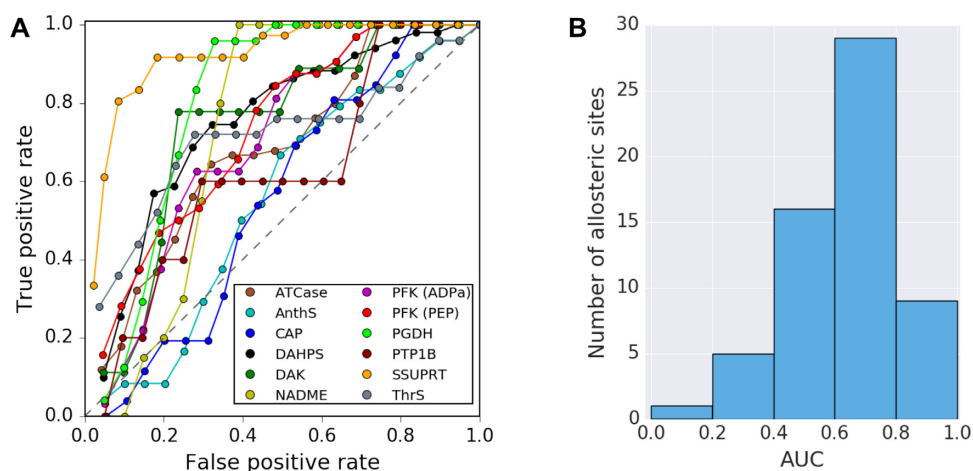 A
1.0
0.8
0.6
0.4
0.2
0.0
True positive rate
ATCase
AnthS
CAP
DAHPS
DAK
NADME
PFK (ADPa)
PFK (PEP)
PGDH
PTP1B
SSUPRT
ThrS
0.0 0.2 0.4 0.6 0.8 1.0
False positive rate
B
30
25
20
15
10
5
0
Number of allosteric sites
0.0 0.2 0.4 0.6 0.8 1.0
AUC